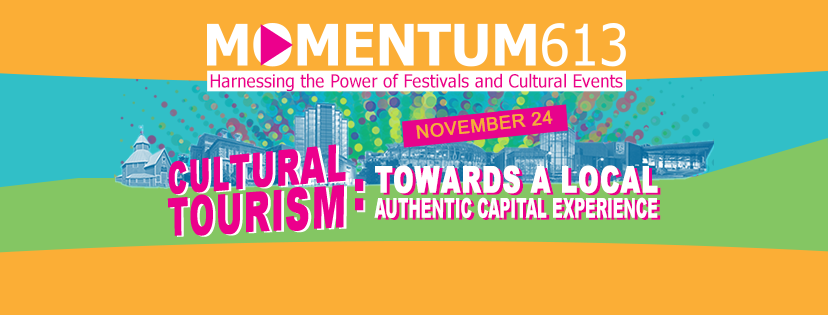 MOMENTUM613
Harnessing the Power of Festivals and Cultural Events
NOVEMBER 24
CULTURAL
TOURISM:
TOWARDS A LOCAL
AUTHENTIC CAPITAL EXPERIENCE